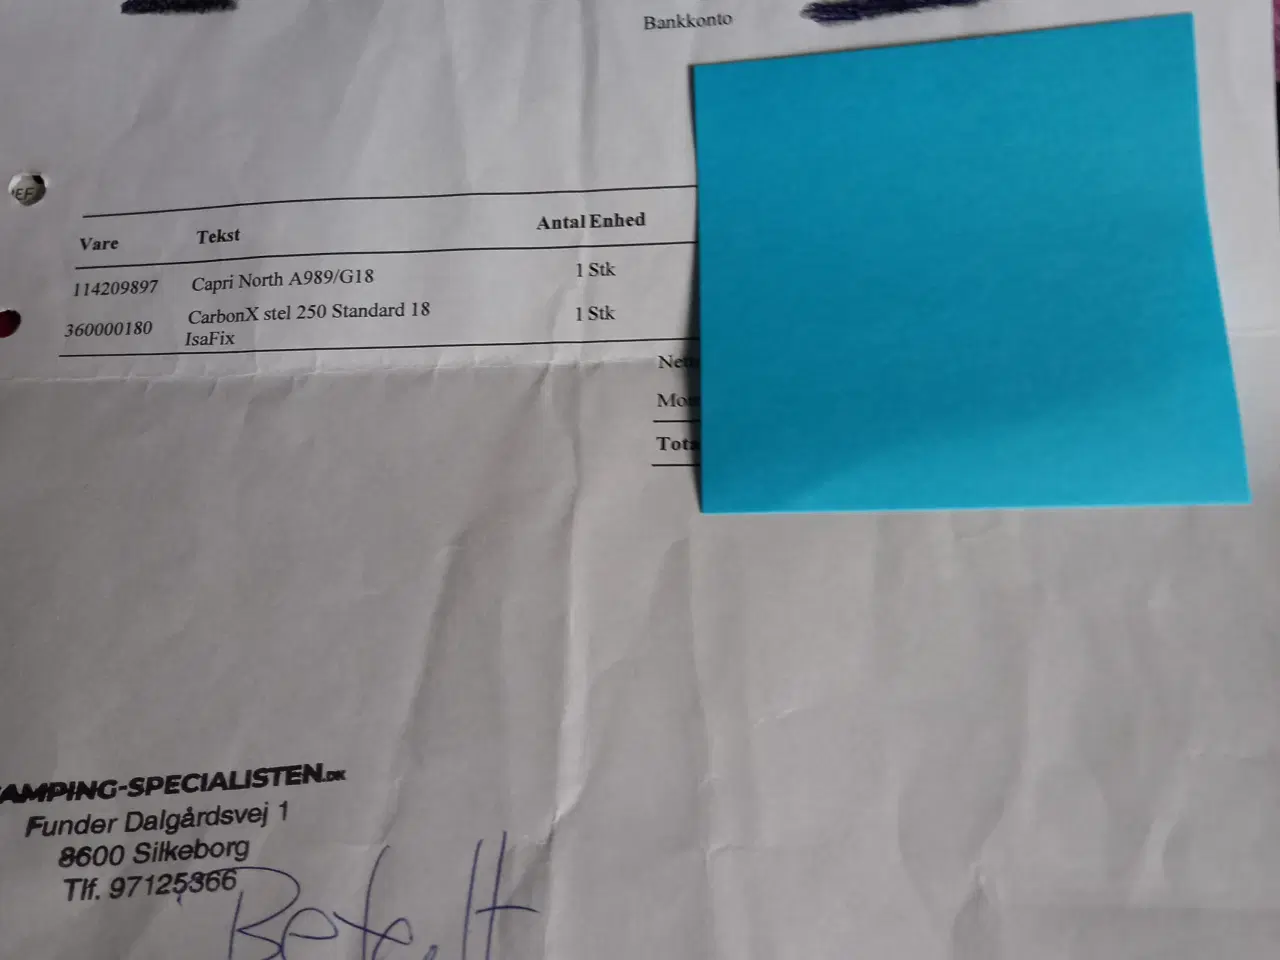 Bankkonto
Vare Tekst Antal Enhed
114209897 Capri North A989/G18 1 Stk
360000180 CarbonX stel 250 Standard 18 1 Stk
IsaFix
CAMPING-SPECIALISTEN.DK
Funder Dalgårdsvej 1
8600 Silkeborg
Tlf. 97125366
Betalt